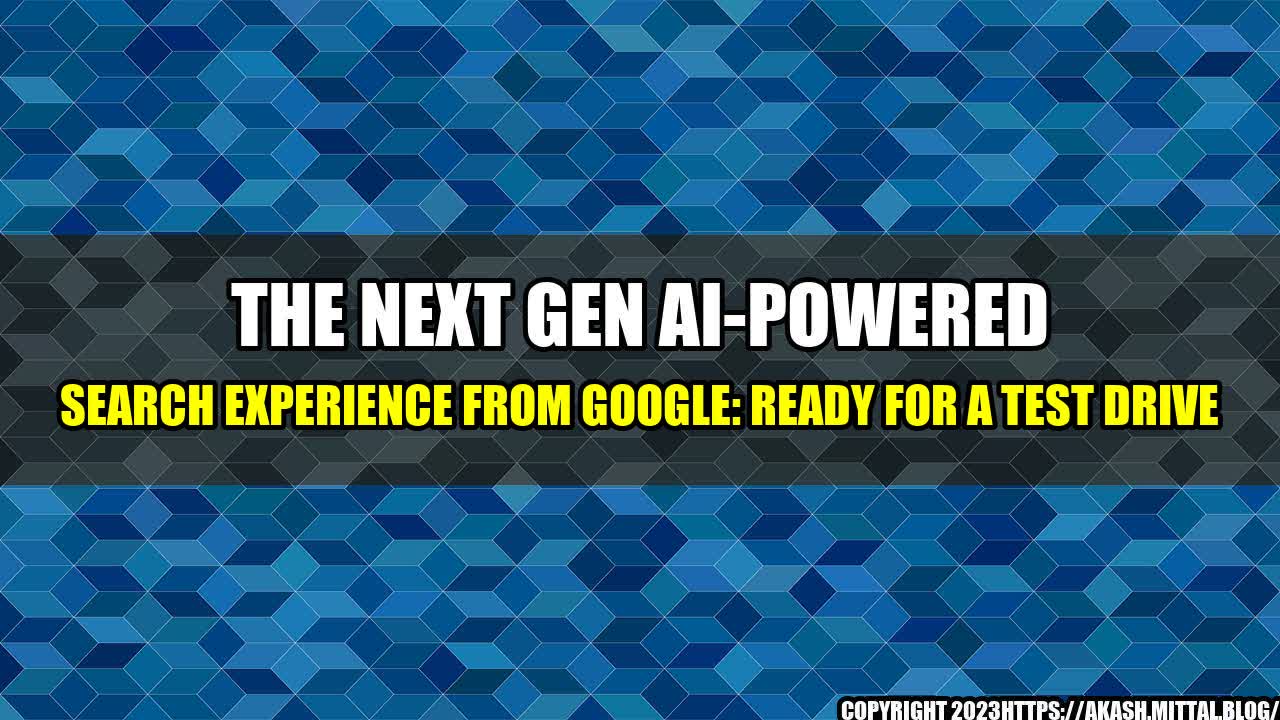 THE NEXT GEN AI-POWERED
SEARCH EXPERIENCE FROM GOOGLE: READY FOR A TEST DRIVE
COPYRIGHT 2023HTTPS://AKASH.MITTAL.BLOG/